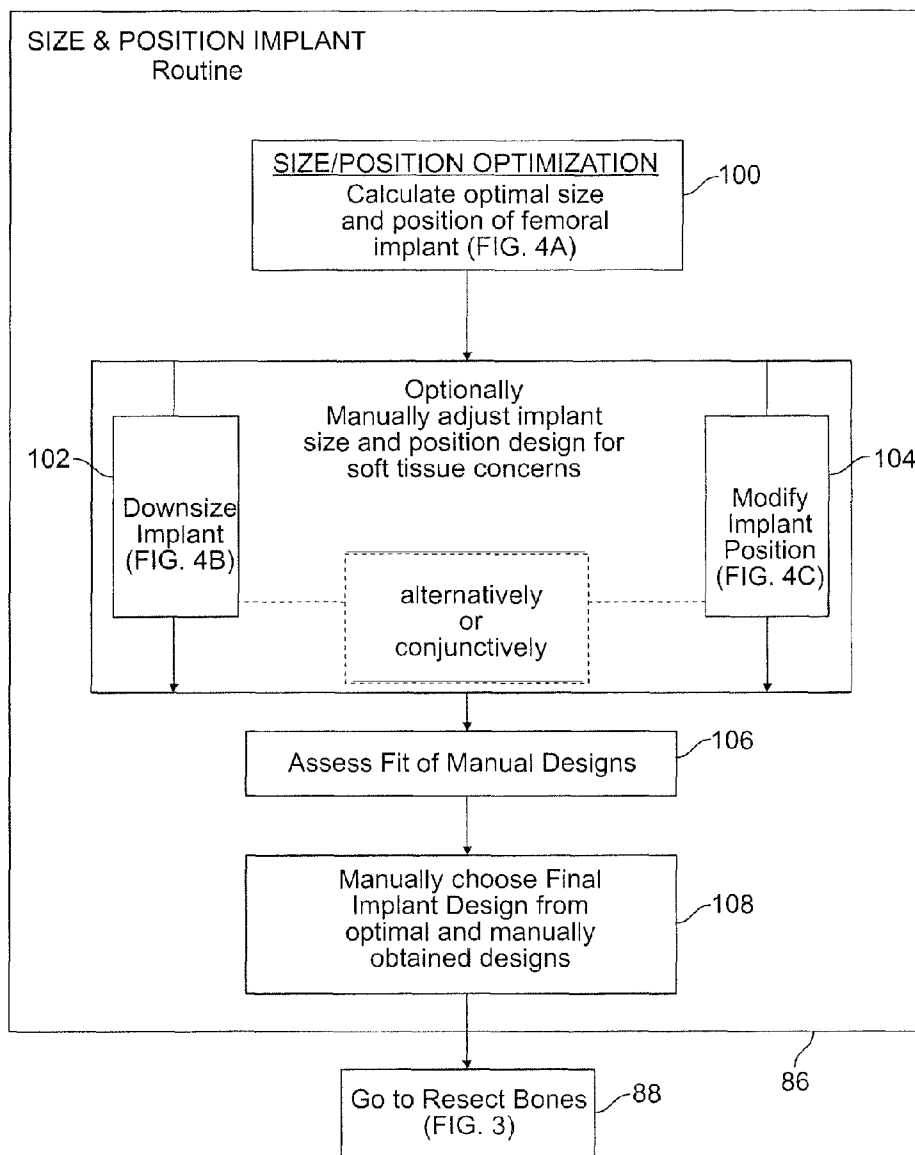 SIZE & POSITION IMPLANT
Routine
SIZE/POSITION OPTIMIZATION
Calculate optimal size
and position of femoral
implant (FIG. 4A)
100
Optionally
Manually adjust implant
size and position design for
soft tissue concerns
102
Downsize
Implant
(FIG. 4B)
alternatively
or
conjunctively
104
Modify
Implant
Position
(FIG. 4C)
Assess Fit of Manual Designs
106
Manually choose Final
Implant Design from
optimal and manually
obtained designs
108
86
Go to Resect Bones
(FIG. 3)
88